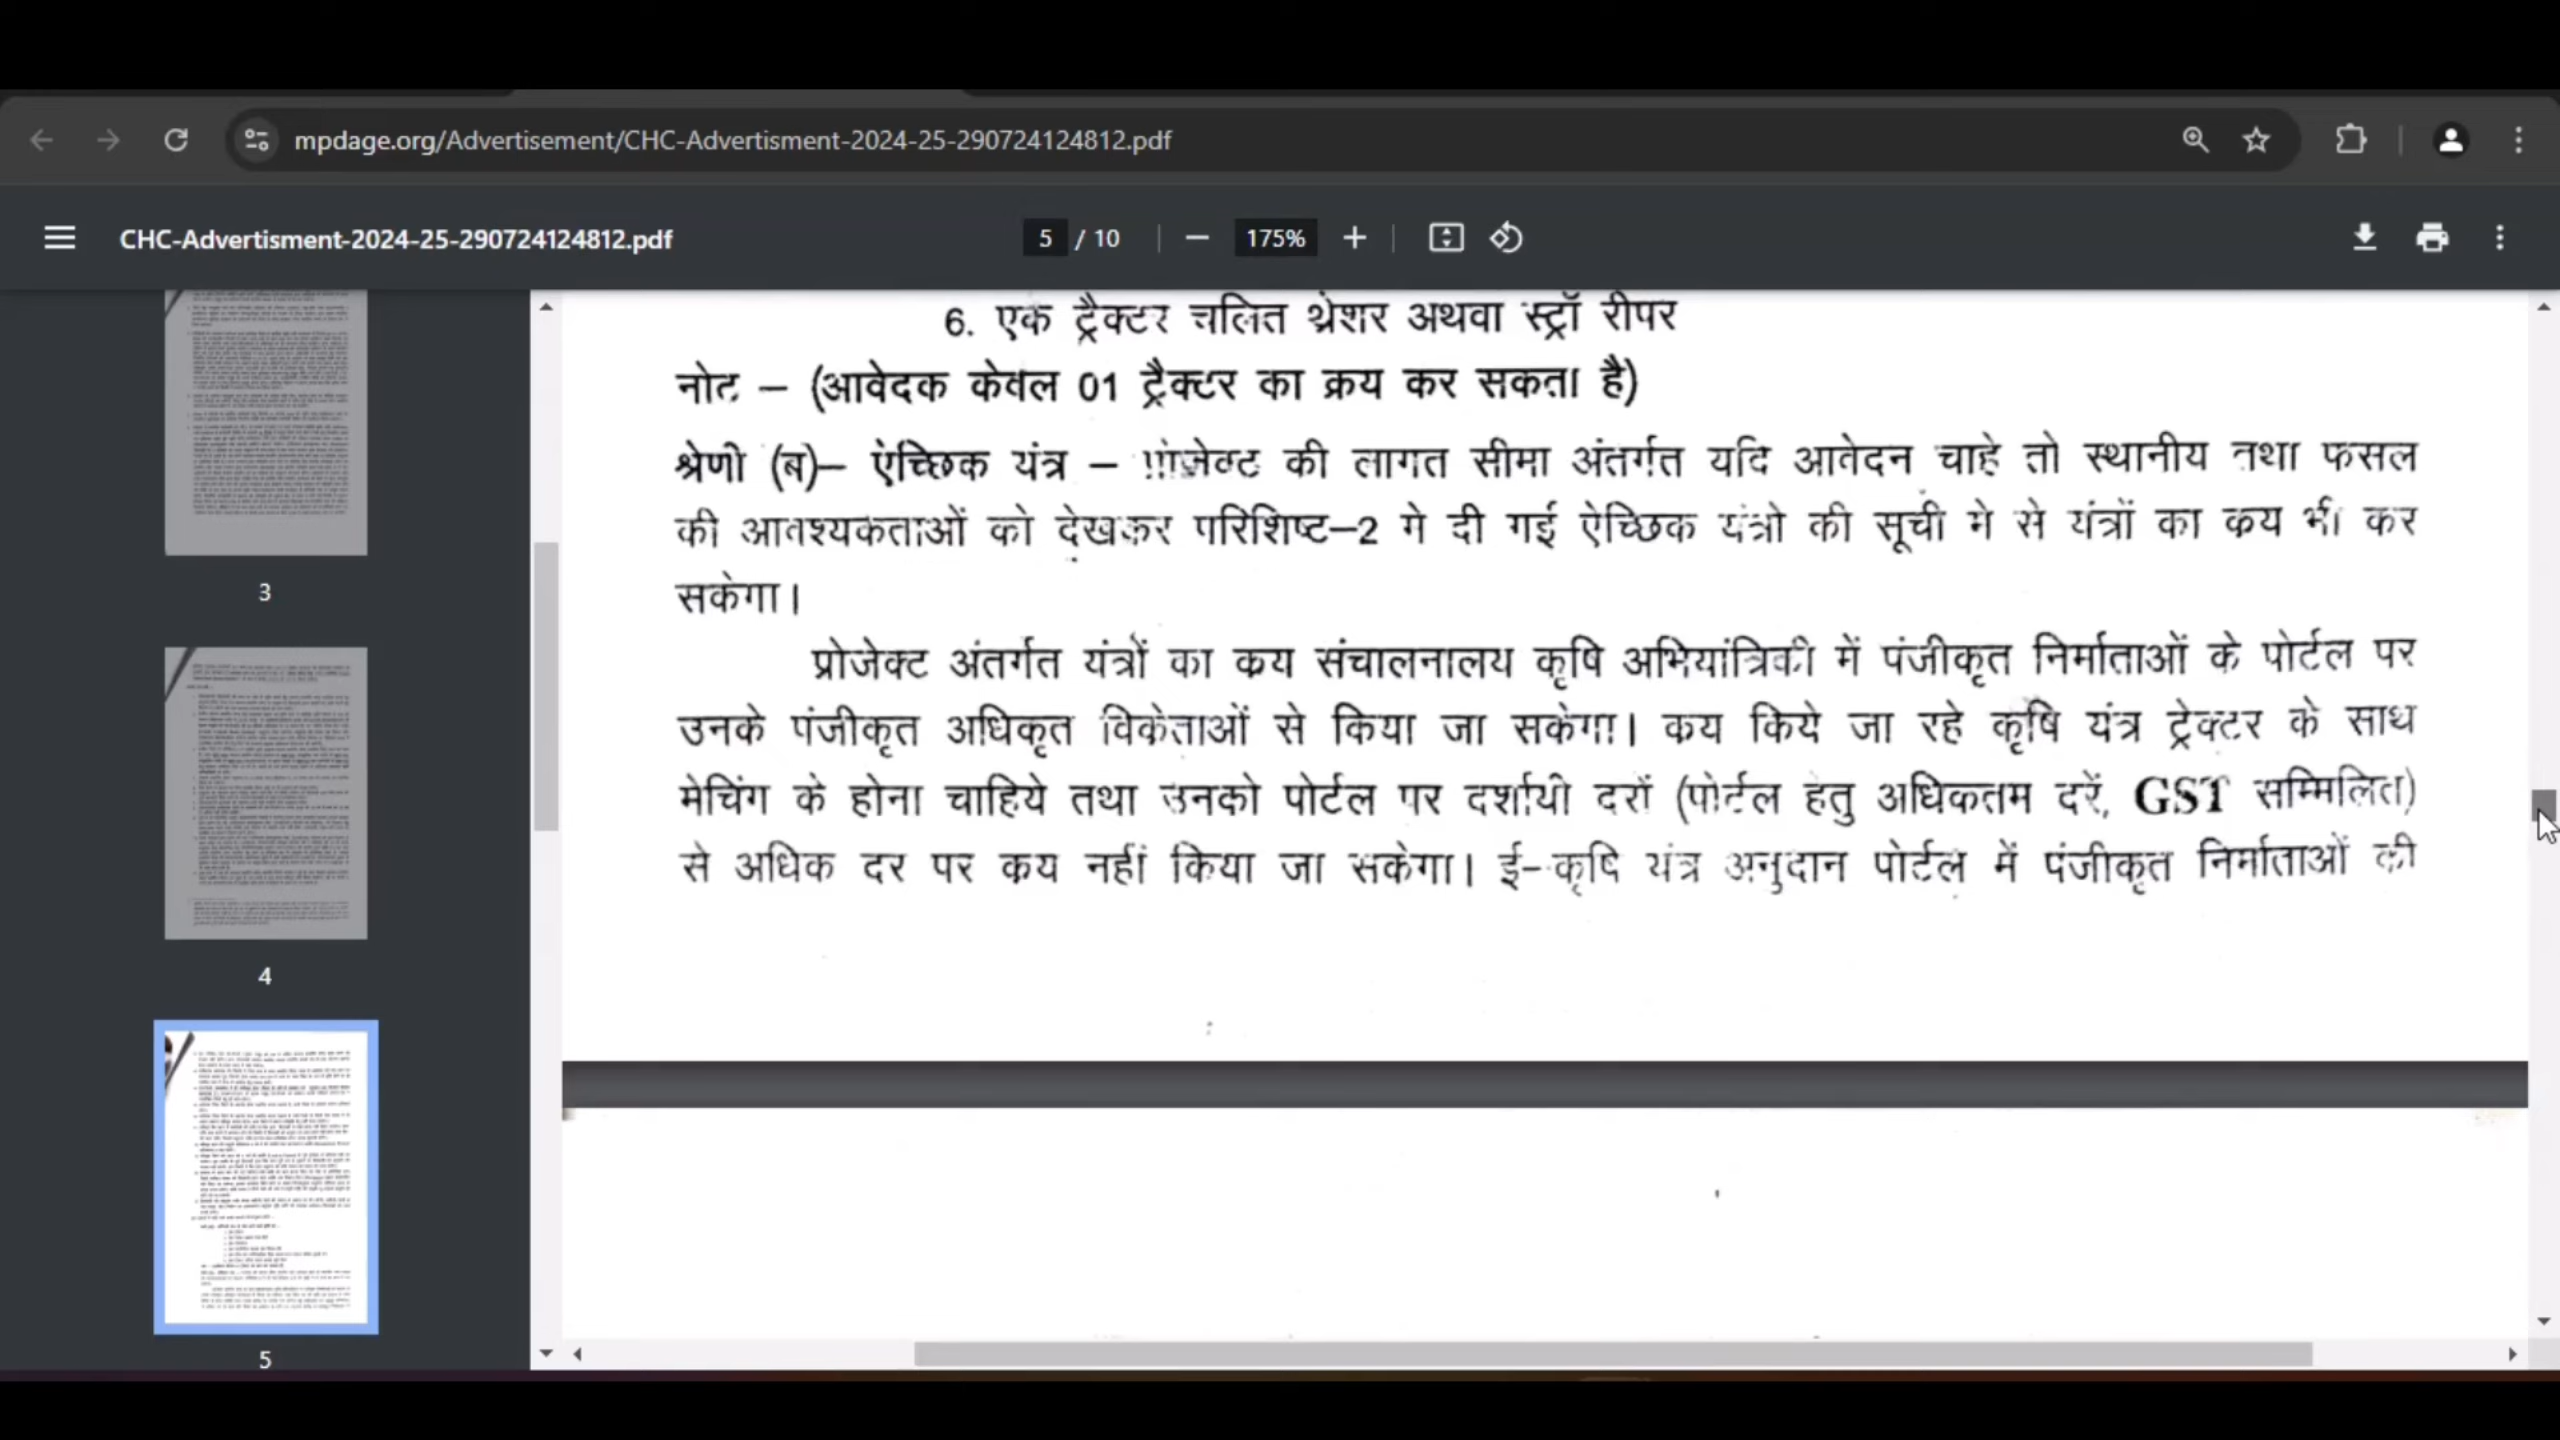 mpdage.org/Advertisement/CHC-Advertisment-2024-25-290724124812.pdf
CHC-Advertisment-2024-25-290724124812.pdf
5 / 10
175%
3
4
5
6. एक ट्रैक्टर चलित थ्रेशर अथवा स्ट्रॉ रीपर
नोट – (आवेदक केवल 01 ट्रैक्टर का क्रय कर सकता है)
श्रेणी (ब)– ऐच्छिक यंत्र – प्रोजेक्ट की लागत सीमा अंतर्गत यदि आवेदन चाहे तो स्थानीय तथा फसल
की आवश्यकताओं को देखकर परिशिष्ट–2 में दी गई ऐच्छिक यंत्रो की सूची मे से यंत्रों का क्रय भी कर
सकेगा।
प्रोजेक्ट अंतर्गत यंत्रों का क्रय संचालनालय कृषि अभियांत्रिकी में पंजीकृत निर्माताओं के पोर्टल पर
उनके पंजीकृत अधिकृत विकेताओं से किया जा सकेगा। कय किये जा रहे कृषि यंत्र ट्रेक्टर के साथ
मेचिंग के होना चाहिये तथा उनको पोर्टल पर दर्शायी दरों (पोर्टल हेतु अधिकतम दरें, GST सम्मिलित)
से अधिक दर पर कय नहीं किया जा सकेगा। ई–कृषि यंत्र अनुदान पोर्टल में पंजीकृत निर्माताओं की